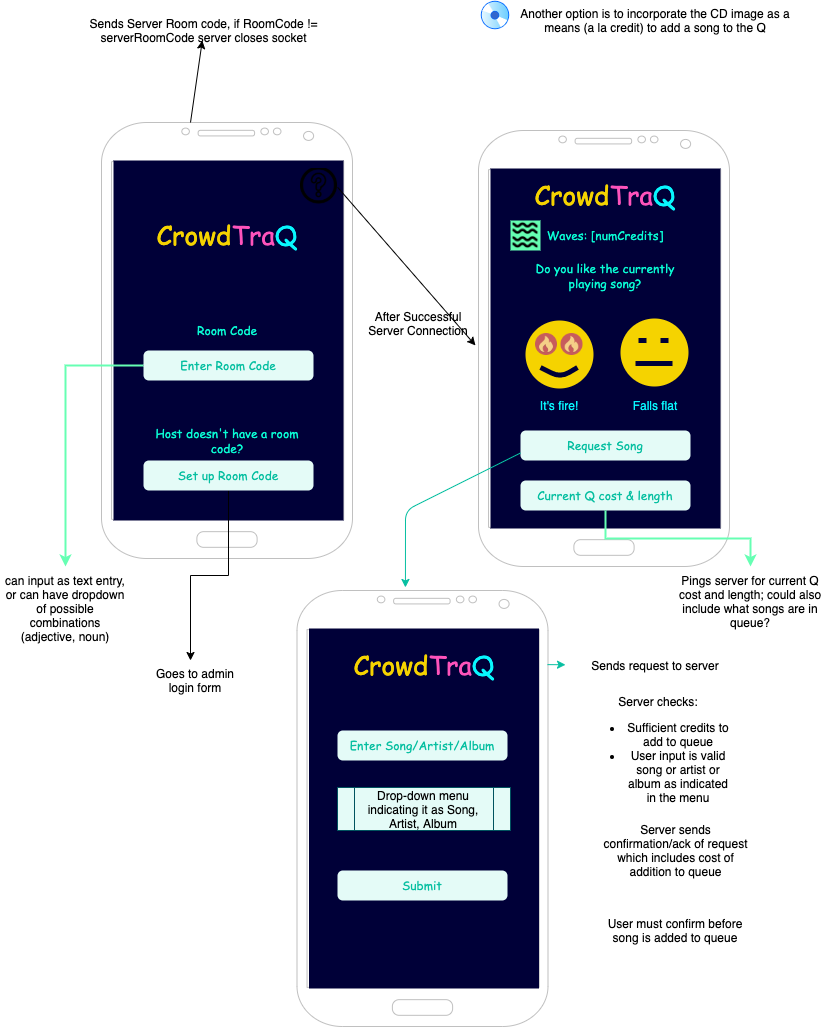 Sends Server Room code, if RoomCode !=
serverRoomCode server closes socket
Another option is to incorporate the CD image as a
means (a la credit) to add a song to the Q
CrowdTraQ
Room Code
Enter Room Code
Host doesn't have a room
code?
Set up Room Code
After Successful
Server Connection
CrowdTraQ
Waves: [numCredits]
Do you like the currently
playing song?
It's fire!
Falls flat
Request Song
Current Q cost & length
can input as text entry,
or can have dropdown
of possible
combinations
(adjective, noun)
Goes to admin
login form
Pings server for current Q
cost and length; could also
include what songs are in
queue?
CrowdTraQ
Enter Song/Artist/Album
Drop-down menu
indicating it as Song,
Artist, Album
Submit
Sends request to server
Server checks:
• Sufficient credits to
add to queue
• User input is valid
song or artist or
album as indicated
in the menu
Server sends
confirmation/ack of request
which includes cost of
addition to queue
User must confirm before
song is added to queue